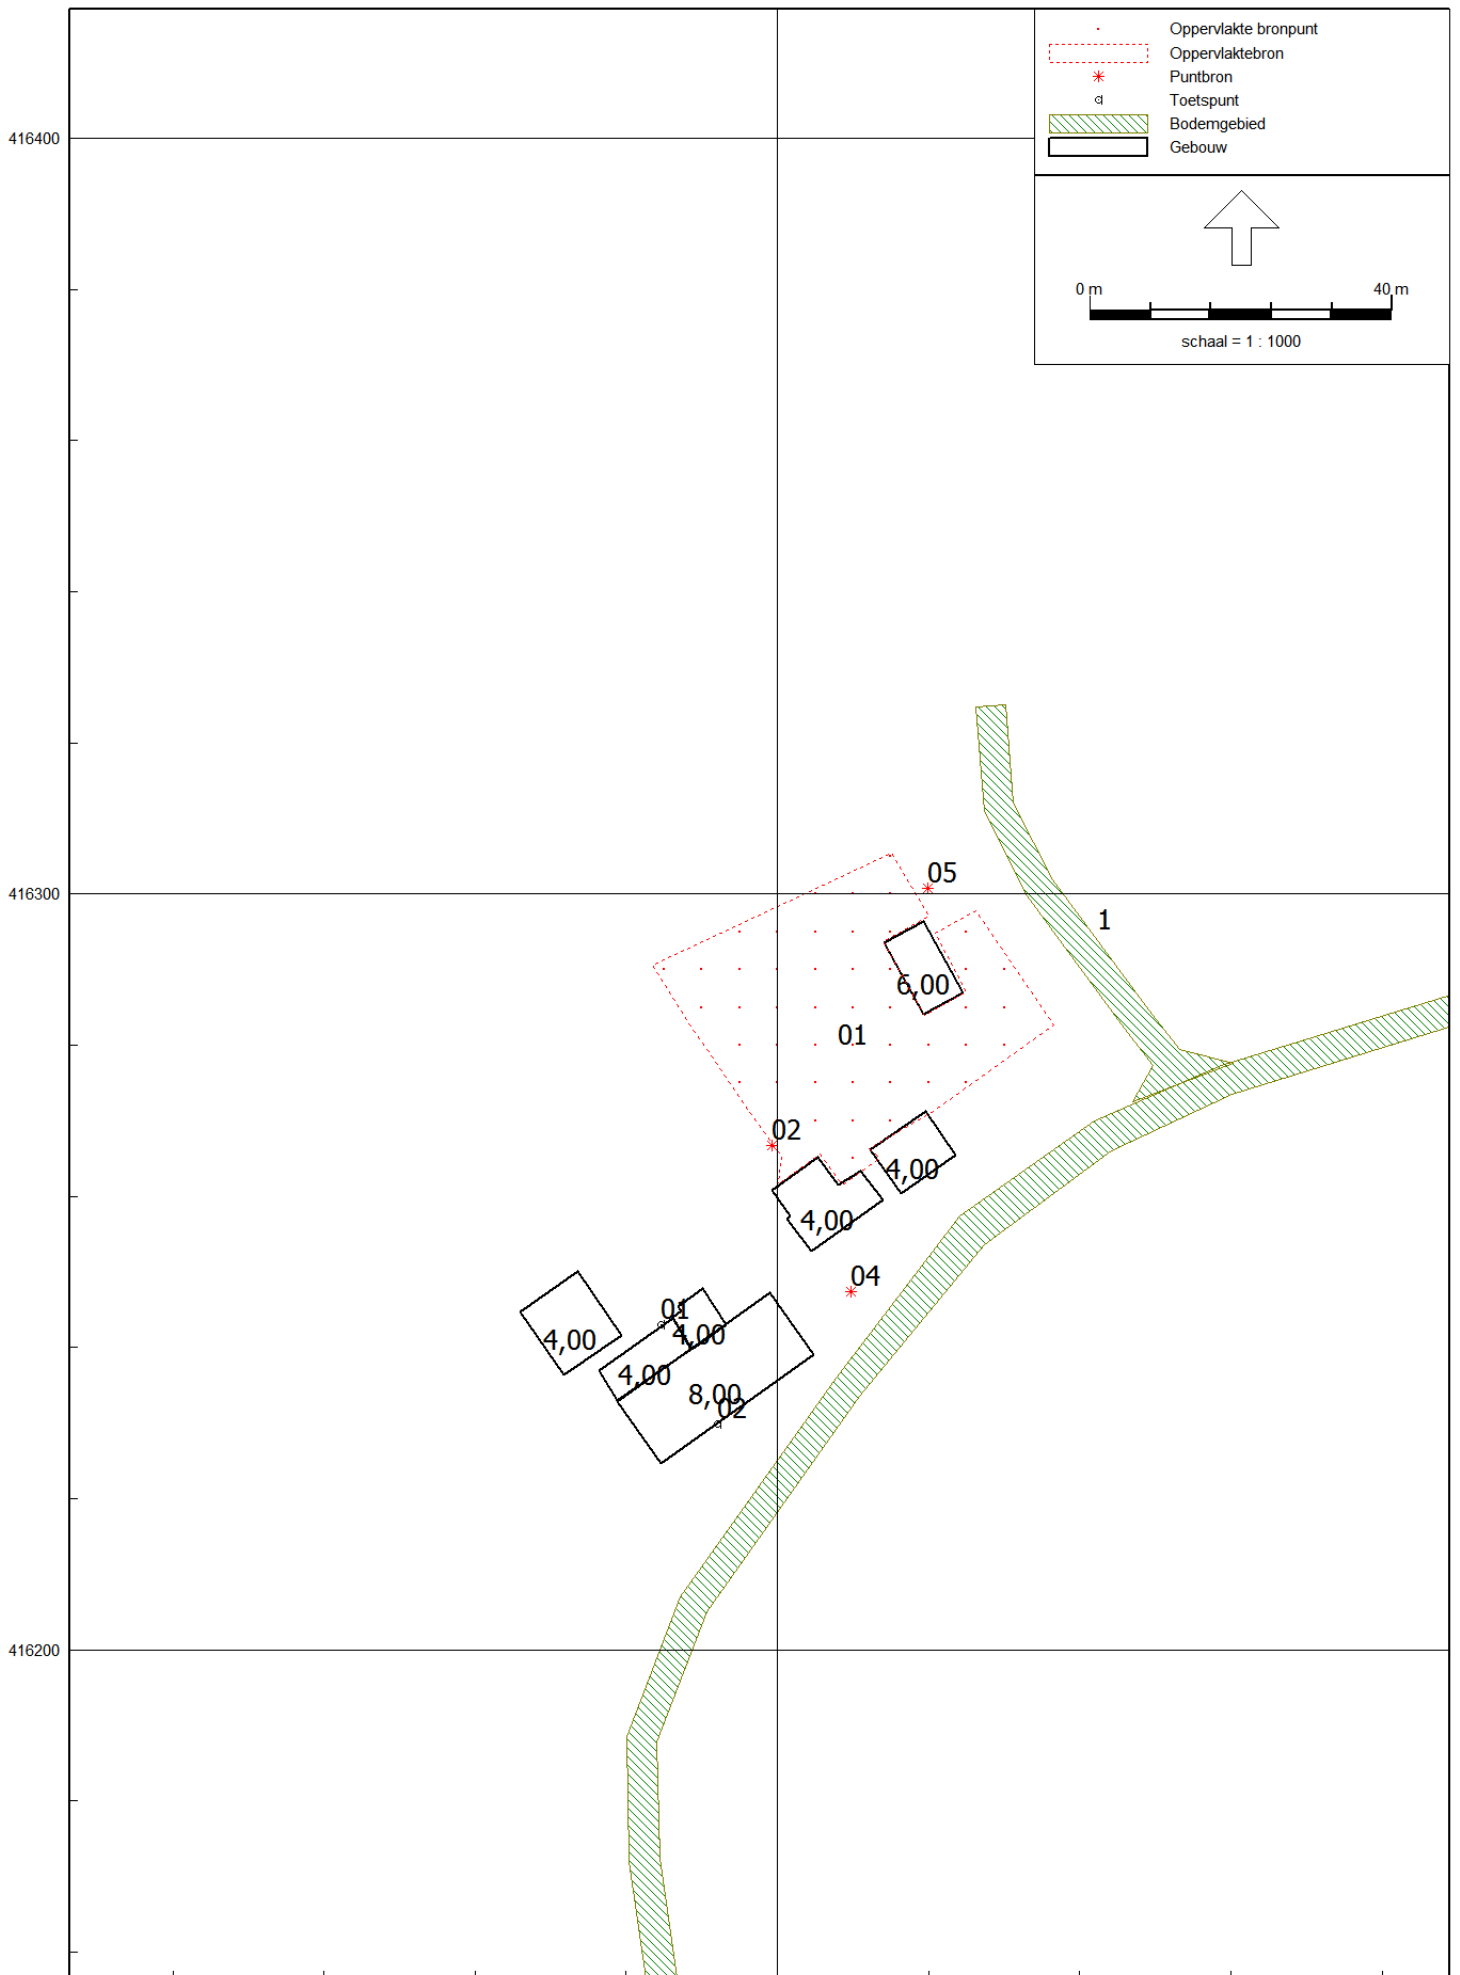 Oppervlakte bronpunt
Oppervlaktebron
Puntbron
Toetspunt
Bodemgebied
Gebouw
416400
0 m 40 m
schaal = 1 : 1000
05
416300
1
6,00
01
02
4,00
4,00
04
01
4,00
4,00
4,00
8,00
02
416200